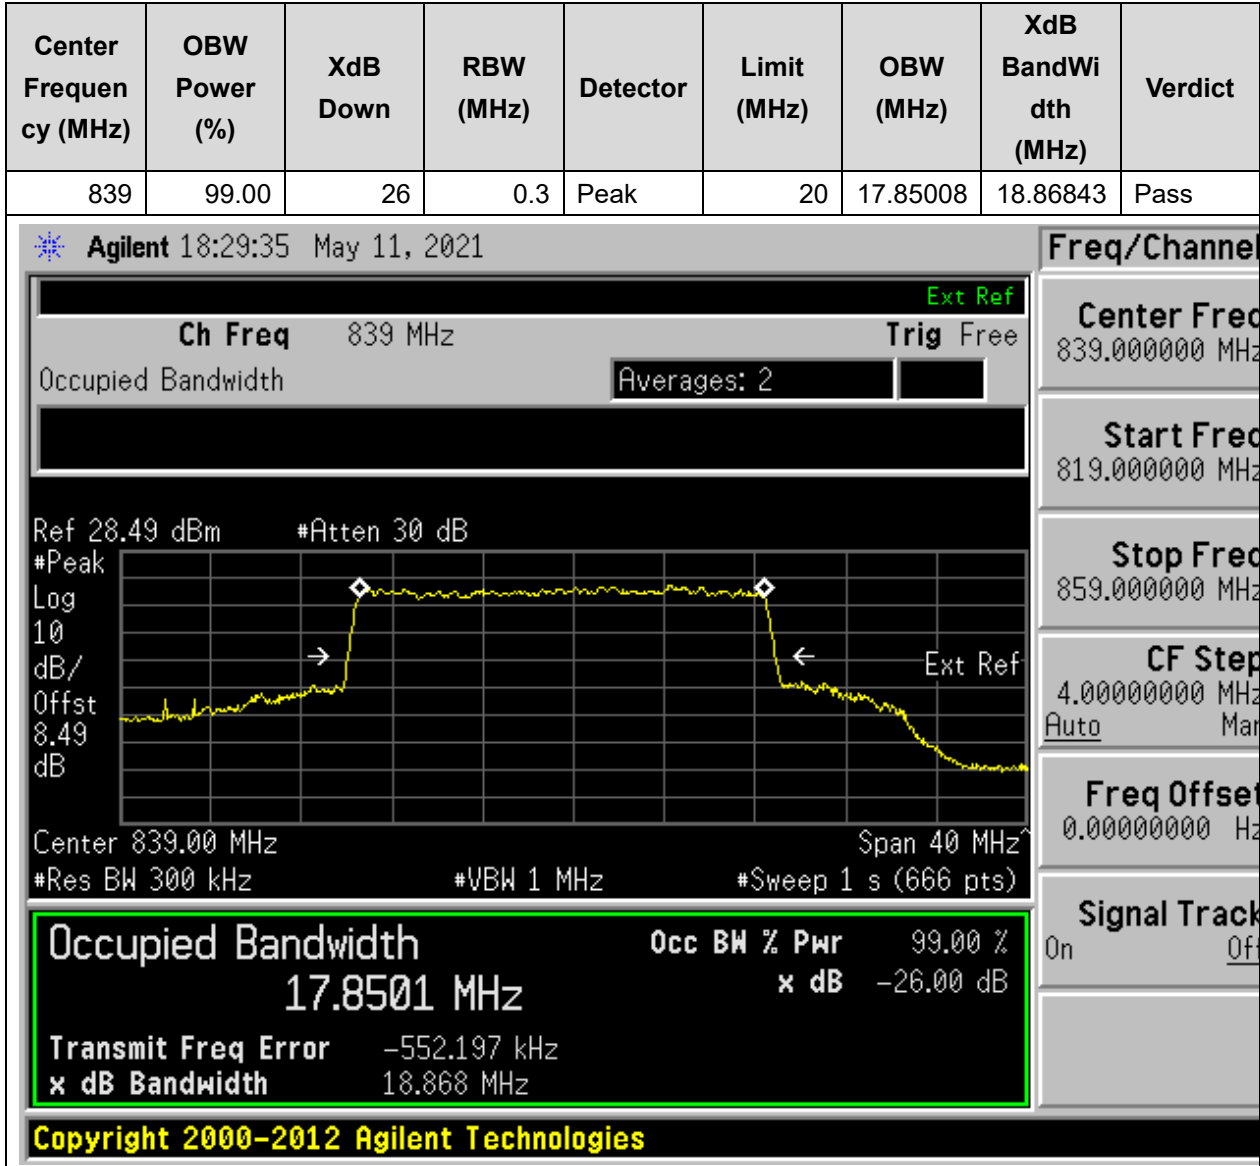 Center Frequen cy (MHz) OBW Power (%) XdB Down RBW (MHz) Detector Limit (MHz) OBW (MHz) XdB BandWi dth (MHz) Verdict
839 99.00 26 0.3 Peak 20 17.85008 18.86843 Pass
Agilent 18:29:35 May 11, 2021
Ext Ref
Ch Freq 839 MHz Trig Free
Occupied Bandwidth Averages: 2
Ref 28.49 dBm #Atten 30 dB
#Peak
Log
10
dB/
Offst
8.49
dB
Ext Ref
Center 839.00 MHz Span 40 MHz^
#Res BW 300 kHz #VBW 1 MHz #Sweep 1 s (666 pts)
Occupied Bandwidth Occ BW % Pwr 99.00 %
17.8501 MHz x dB -26.00 dB
Transmit Freq Error -552.197 kHz
x dB Bandwidth 18.868 MHz
Copyright 2000-2012 Agilent Technologies
Freq/Channel
Center Freq
839.000000 MHz
Start Freq
819.000000 MHz
Stop Freq
859.000000 MHz
CF Step
4.00000000 MHz
Auto Man
Freq Offset
0.00000000 Hz
Signal Track
On Off